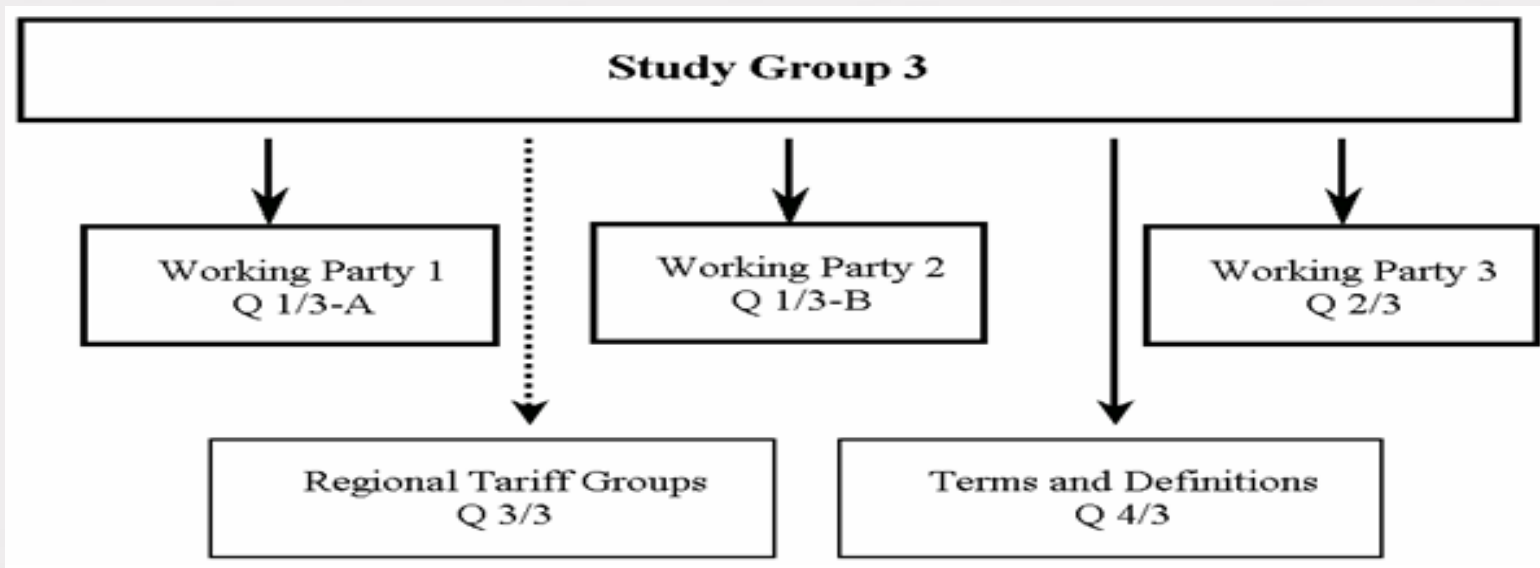 Study Group 3
Working Party 1
Q 1/3-A
Working Party 2
Q 1/3-B
Working Party 3
Q 2/3
Regional Tariff Groups
Q 3/3
Terms and Definitions
Q 4/3